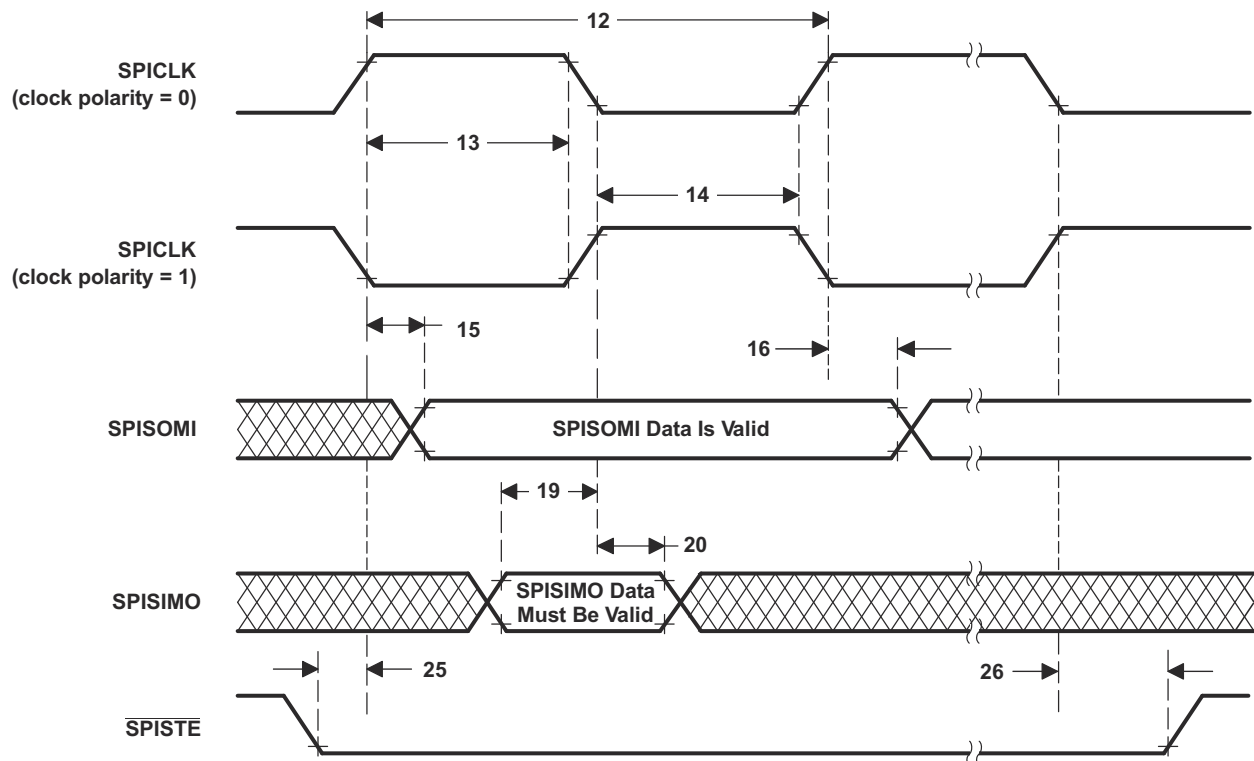 12
SPICLK
(clock polarity = 0)
13
14
SPICLK
(clock polarity = 1)
15
16
SPISOMI
SPISOMI Data Is Valid
19
20
SPISIMO
SPISIMO Data
Must Be Valid
25
26
SPISTE